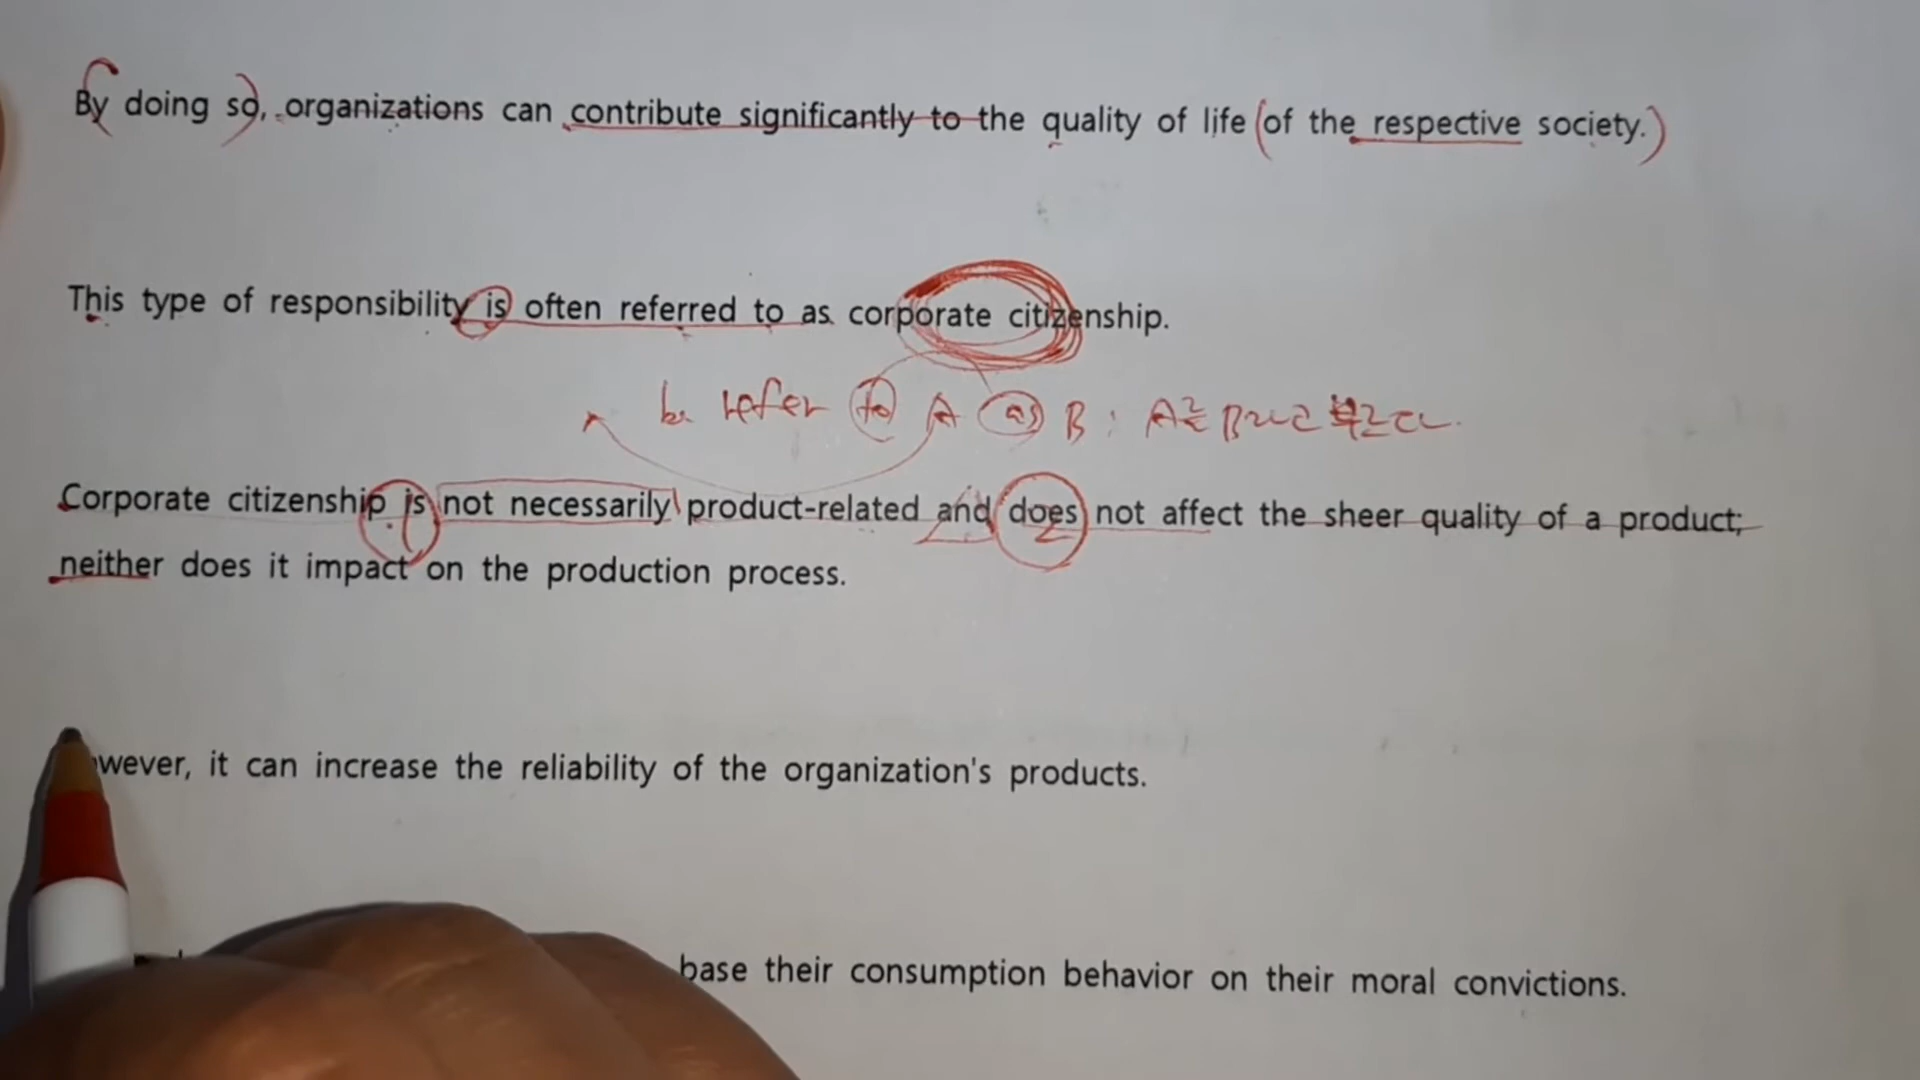 By doing so, organizations can contribute significantly to the quality of life of the respective society.
This type of responsibility is often referred to as corporate citizenship.
be refer to A as B : A를 B라고 부른다.
Corporate citizenship is not necessarily product-related and does not affect the sheer quality of a product;
neither does it impact on the production process.
wever, it can increase the reliability of the organization's products.
base their consumption behavior on their moral convictions.